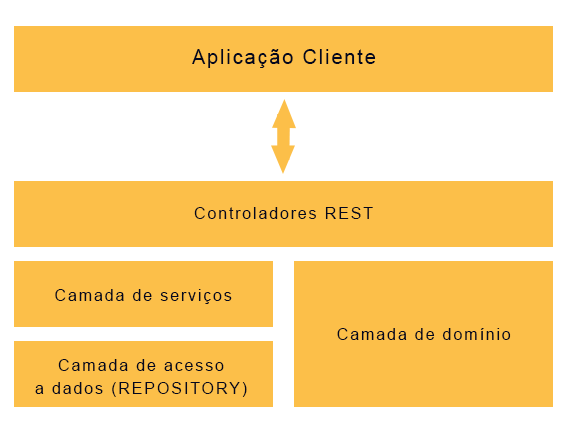 Aplicação Cliente
Controladores REST
Camada de serviços
Camada de domínio
Camada de acesso
a dados (REPOSITORY)